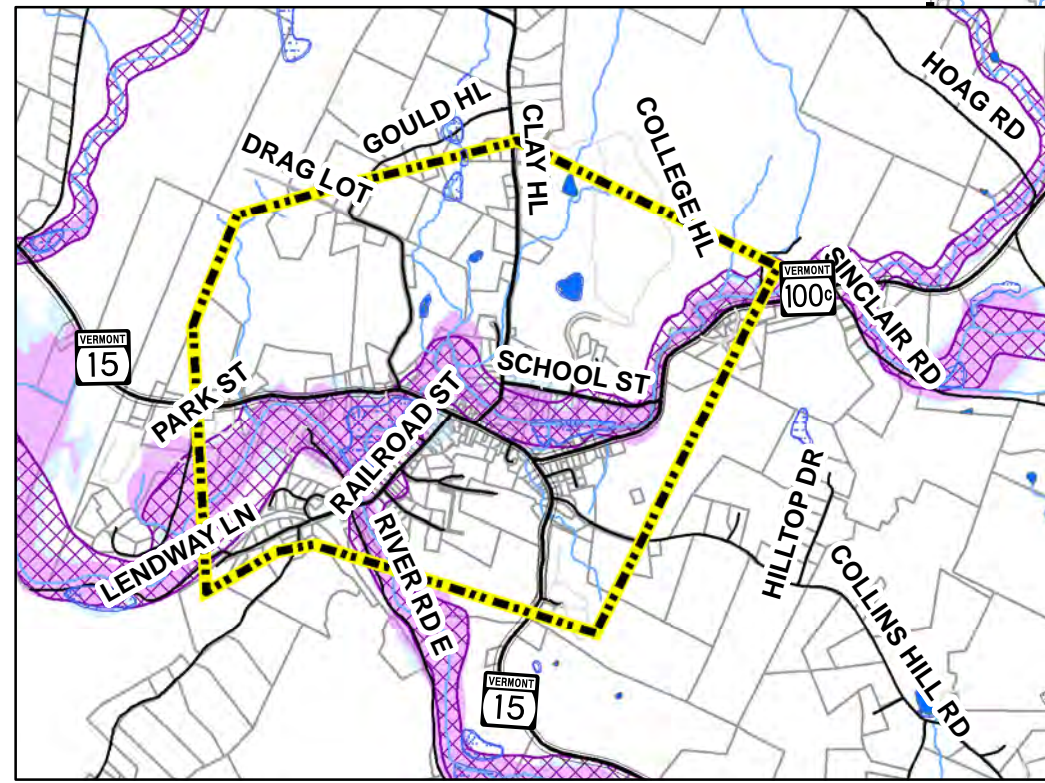 HOAG RD
GOULD HL
COLLEGE HL
CLAY HL
DRAG LOT
VERMONT
100C
SINCLAIR RD
VERMONT
15
SCHOOL ST
PARK ST
RAILROAD ST
HILLTOP DR
LENDWAY LN
RIVER RD E
COLLINS HILL RD
VERMONT
15